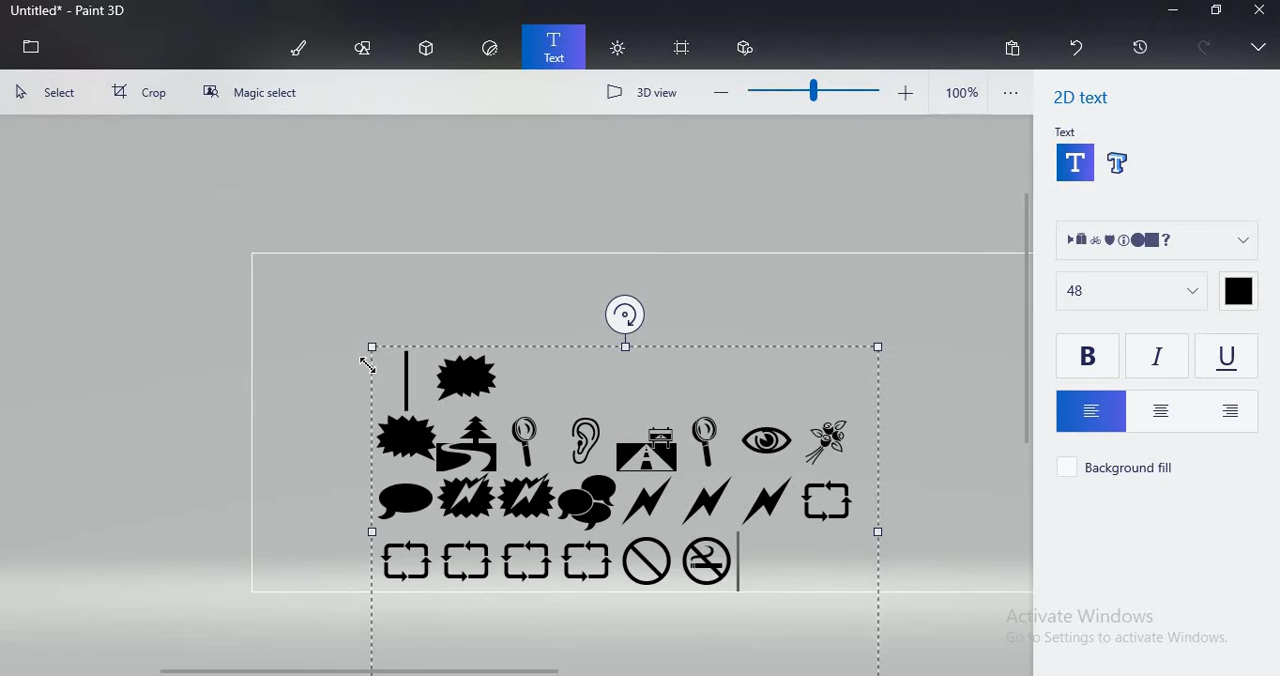 Untitled* - Paint 3D
T
Text
Select
Crop
Magic select
3D view
100%
2D text
Text
T
T
48
B
I
U
Background fill
Activate Windows
Go to Settings to activate Windows.